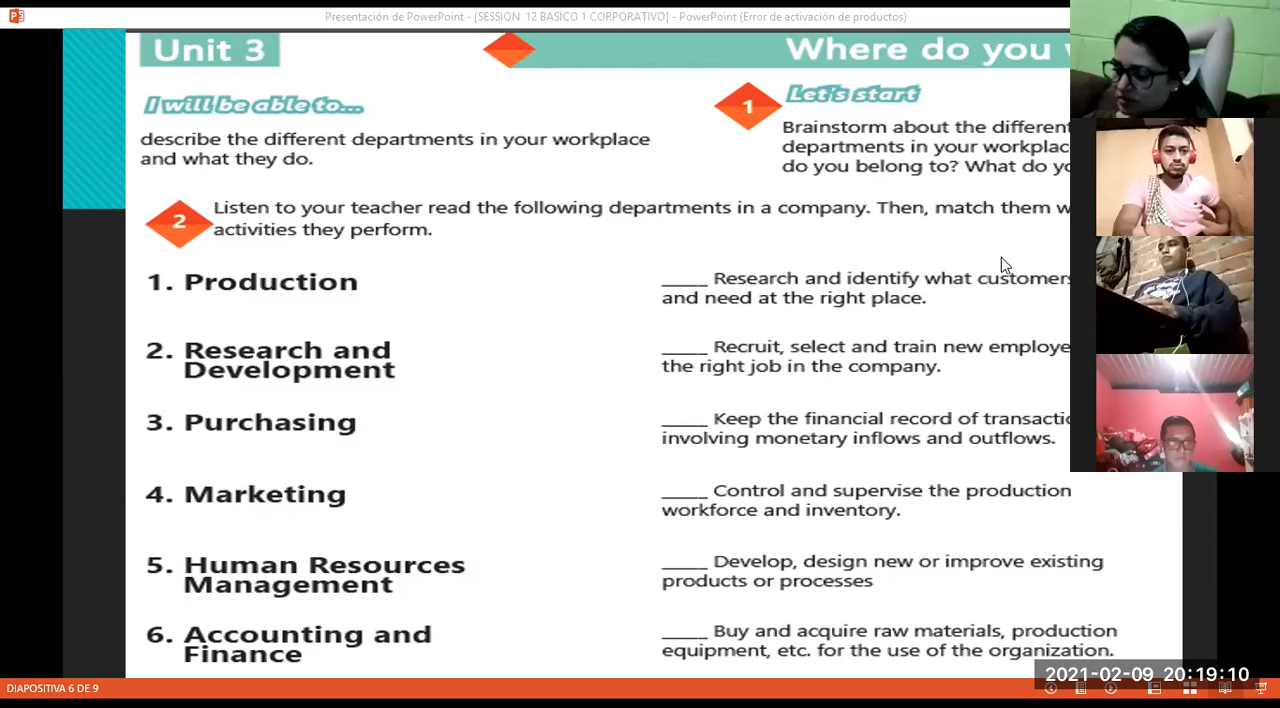 Presentación de PowerPoint - [SESSION 12 BASICO 1 CORPORATIVO] - PowerPoint (Error de activación de productos)
Unit 3
Where do you
I will be able to...
describe the different departments in your workplace
and what they do.
1
Let's start
Brainstorm about the different
departments in your workplac
do you belong to? What do yo
2
Listen to your teacher read the following departments in a company. Then, match them w
activities they perform.
1. Production
____ Research and identify what customers
and need at the right place.
2. Research and
Development
____ Recruit, select and train new employe
the right job in the company.
3. Purchasing
____ Keep the financial record of transactio
involving monetary inflows and outflows.
4. Marketing
____ Control and supervise the production
workforce and inventory.
5. Human Resources
Management
____ Develop, design new or improve existing
products or processes
6. Accounting and
Finance
____ Buy and acquire raw materials, production
equipment, etc. for the use of the organization.
2021-02-09 20:19:10
DIAPOSITIVA 6 DE 9